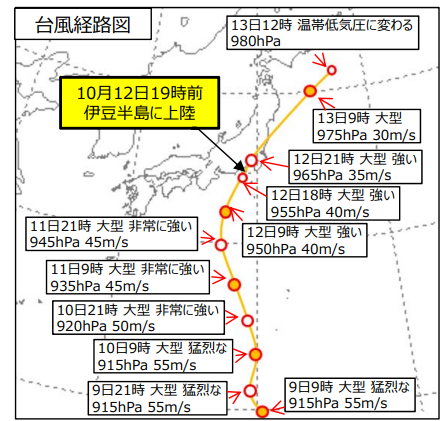 台風経路図
13日12時 温帯低気圧に変わる
980hPa
10月12日19時前
伊豆半島に上陸
13日9時 大型
975hPa 30m/s
12日21時 大型 強い
965hPa 35m/s
12日18時 大型 強い
955hPa 40m/s
12日9時 大型 強い
950hPa 40m/s
11日21時 大型 非常に強い
945hPa 45m/s
11日9時 大型 非常に強い
935hPa 45m/s
10日21時 大型 非常に強い
920hPa 50m/s
10日9時 大型 猛烈な
915hPa 55m/s
9日21時 大型 猛烈な
915hPa 55m/s
9日9時 大型 猛烈な
915hPa 55m/s